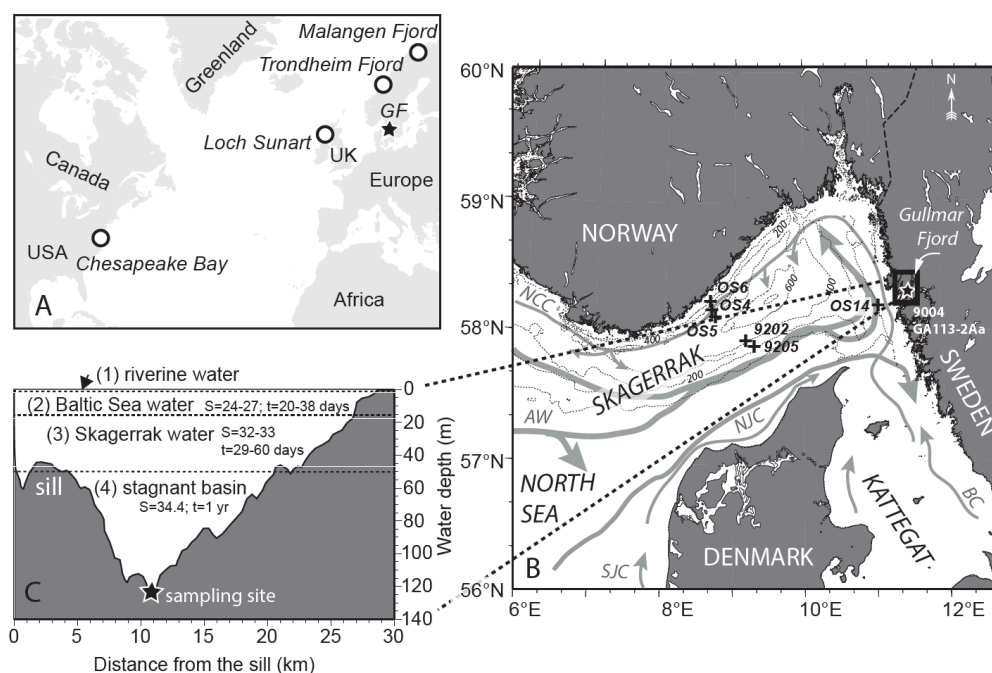 Malangen Fjord
Trondheim Fjord
Greenland
GF
Loch Sunart
UK
Canada
Europe
USA
Chesapeake Bay
Africa
A
60°N
59°N
58°N
57°N
56°N
6°E
8°E
10°E
12°E
N
NORWAY
Gullmar
Fjord
200
600
400
OS6
OS4
OS5
OS14
9004
GA113-2Aa
NCC
400
9202
9205
SKAGERRAK
200
SWEDEN
AW
NJC
NORTH
SEA
KATTEGAT
BC
DENMARK
SJC
B
(1) riverine water
(2) Baltic Sea water S=24-27; t=20-38 days
(3) Skagerrak water S=32-33
t=29-60 days
sill
(4) stagnant basin
S=34.4; t=1 yr
sampling site
C
0
20
40
60
80
100
120
140
Water depth (m)
0 5 10 15 20 25 30
Distance from the sill (km)